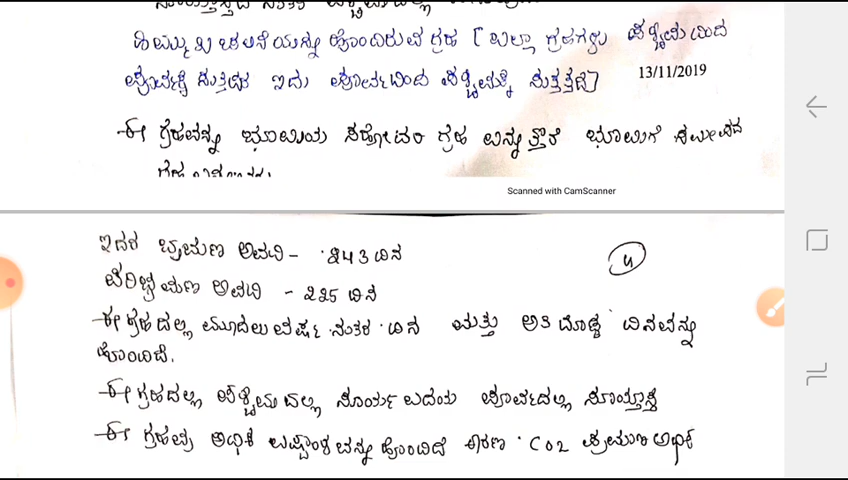 ಹಿಮ್ಮುಖ ಚಲನೆಯನ್ನು ಹೊಂದಿರುವ ಗ್ರಹ [ಎಲ್ಲಾ ಗ್ರಹಗಳು ಪಶ್ಚಿಮದಿಂದ
ಪೂರ್ವಕ್ಕೆ ಸುತ್ತಿದರೆ ಇದು ಪೂರ್ವದಿಂದ ಪಶ್ಚಿಮಕ್ಕೆ ಸುತ್ತುತ್ತದೆ]
13/11/2019
ಈ ಗ್ರಹವನ್ನು ಭೂಮಿಯ ಸಹೋದರಿ ಗ್ರಹ ಎನ್ನುತ್ತಾರೆ ಭೂಮಿಗೆ ಸಮೀಪದ
Scanned with CamScanner
ಇದರ ಭ್ರಮಣ ಅವಧಿ - 243 ದಿನ
4
ಪರಿಭ್ರಮಣ ಅವಧಿ - 225 ದಿನ
ಈ ಗ್ರಹದಲ್ಲಿ ಮೊದಲು ವರ್ಷ ನಂತರ ದಿನ ಮತ್ತು ಅತಿ ದೊಡ್ಡ ದಿನವನ್ನು
ಹೊಂದಿದೆ.
ಈ ಗ್ರಹದಲ್ಲಿ ಪಶ್ಚಿಮದಲ್ಲಿ ಸೂರ್ಯ ಉದಯ ಪೂರ್ವದಲ್ಲಿ ಸೂರ್ಯಾಸ್ತ
ಈ ಗ್ರಹವು ಅಧಿಕ ಉಷ್ಣಾಂಶವನ್ನು ಹೊಂದಿದೆ ಕಾರಣ CO2 ಪ್ರಮಾಣ ಅಧಿಕ